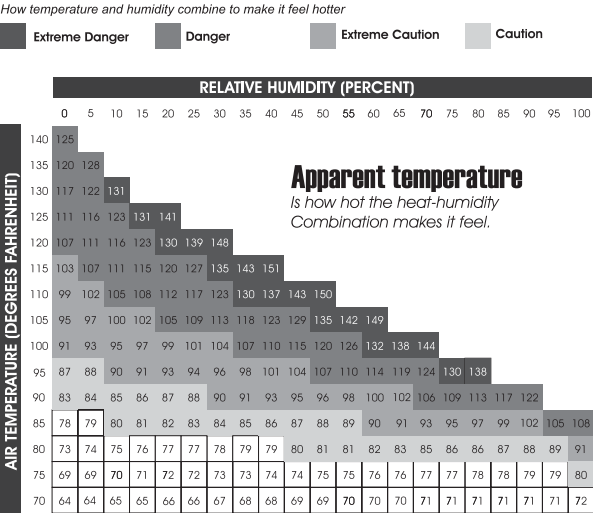 How temperature and humidity combine to make it feel hotter
Extreme Danger Danger Extreme Caution Caution
RELATIVE HUMIDITY (PERCENT)
0 5 10 15 20 25 30 35 40 45 50 55 60 65 70 75 80 85 90 95 100
AIR TEMPERATURE (DEGREES FAHRENHEIT)
140 125
135 120 128
130 117 122 131
Apparent temperature
Is how hot the heat-humidity
Combination makes it feel.
125 111 116 123 131 141
120 107 111 116 123 130 139 148
115 103 107 111 115 120 127 135 143 151
110 99 102 105 108 112 117 123 130 137 143 150
105 95 97 100 102 105 109 113 118 123 129 135 142 149
100 91 93 95 97 99 101 104 107 110 115 120 126 132 138 144
95 87 88 90 91 93 94 96 98 101 104 107 110 114 119 124 130 138
90 83 84 85 86 87 88 90 91 93 95 96 98 100 102 106 109 113 117 122
85 78 79 80 81 82 83 84 85 86 87 88 89 90 91 93 95 97 99 102 105 108
80 73 74 75 76 77 77 78 79 79 80 81 81 82 83 85 86 86 87 88 89 91
75 69 69 70 71 72 72 73 73 74 74 75 75 76 76 77 77 78 78 79 79 80
70 64 64 65 65 66 66 67 68 68 69 69 70 70 70 71 71 71 71 71 71 72